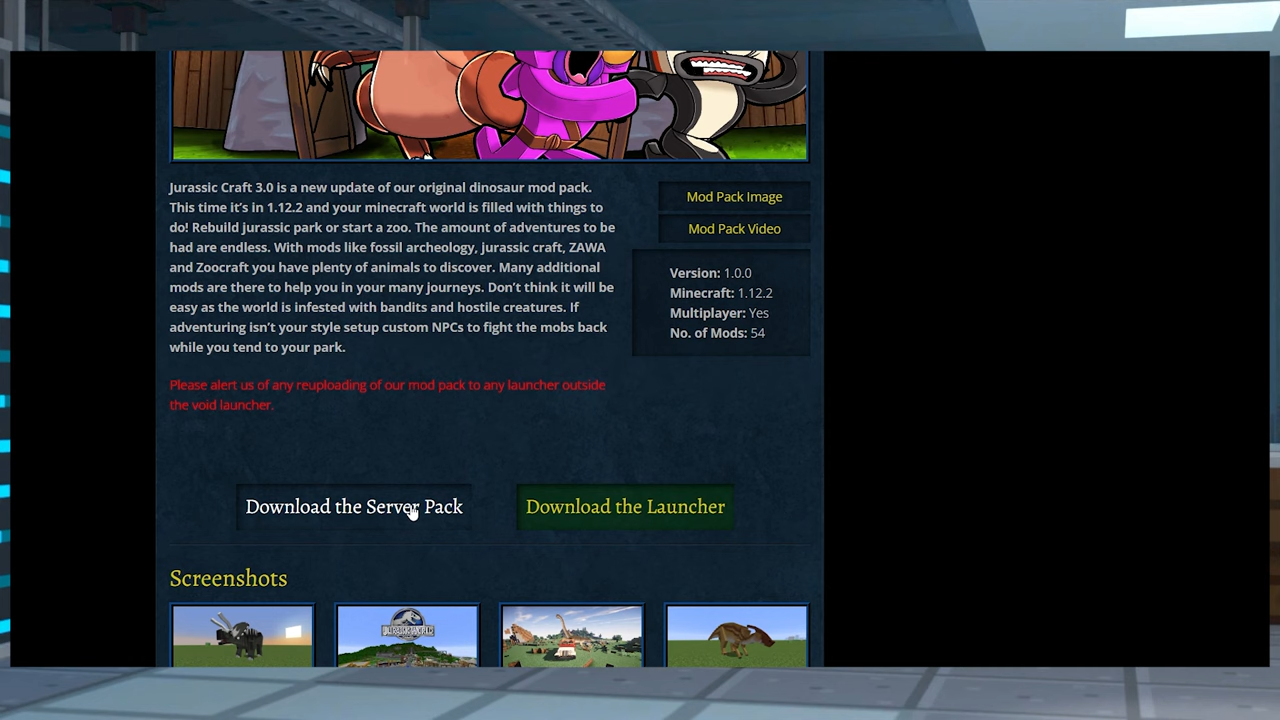 Jurassic Craft 3.0 is a new update of our original dinosaur mod pack.
This time it's in 1.12.2 and your minecraft world is filled with things to
do! Rebuild jurassic park or start a zoo. The amount of adventures to be
had are endless. With mods like fossil archeology, jurassic craft, ZAWA
and Zoocraft you have plenty of animals to discover. Many additional
mods are there to help you in your many journeys. Don't think it will be
easy as the world is infested with bandits and hostile creatures. If
adventuring isn't your style setup custom NPCs to fight the mobs back
while you tend to your park.
Please alert us of any reuploading of our mod pack to any launcher outside
the void launcher.
Mod Pack Image
Mod Pack Video
Version: 1.0.0
Minecraft: 1.12.2
Multiplayer: Yes
No. of Mods: 54
Download the Server Pack
Download the Launcher
Screenshots
JURASSIC WORLD